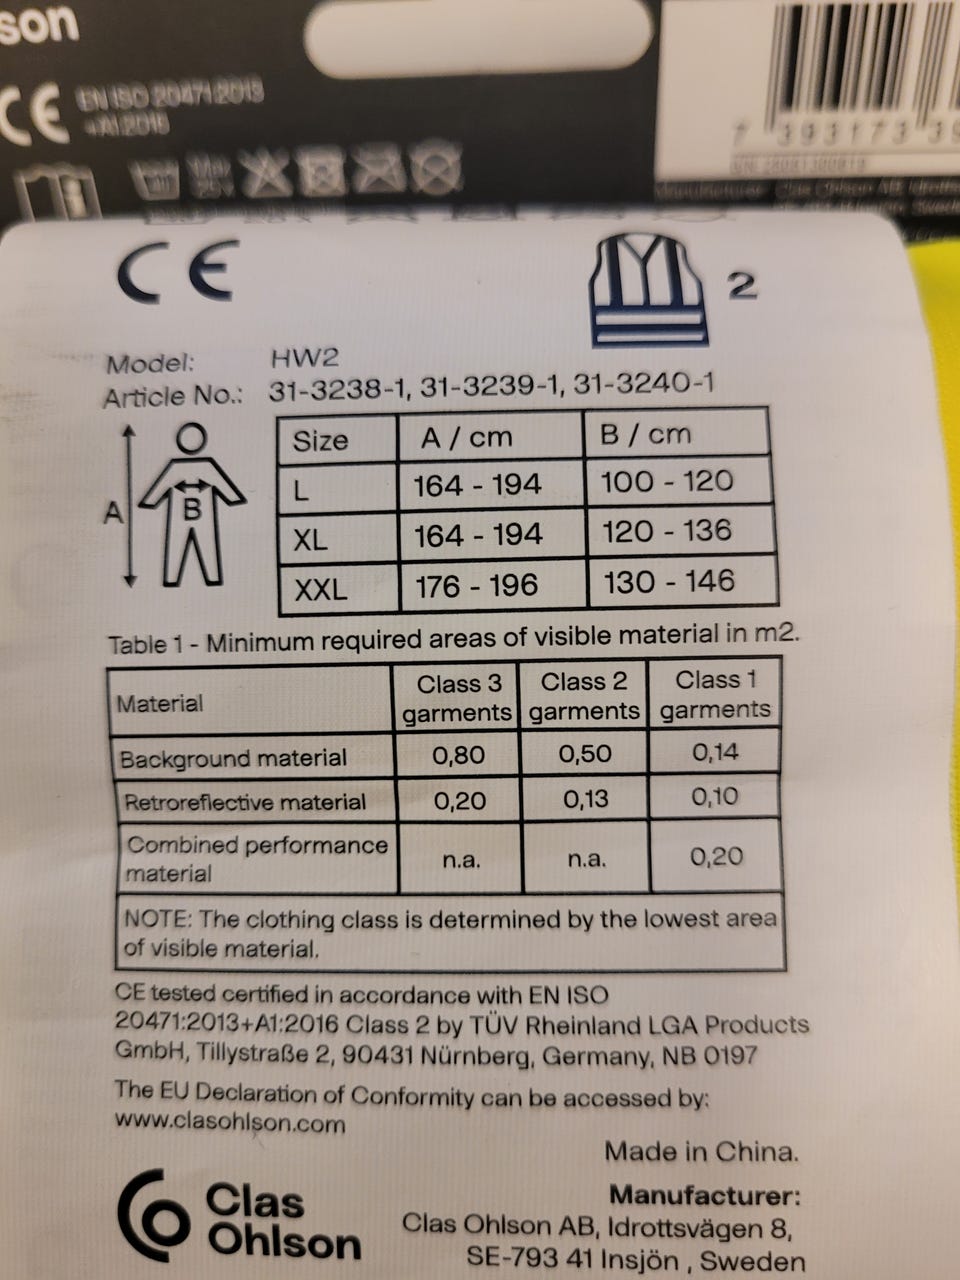 son
CE EN ISO 20471:2013
+A1:2016
Max
25x
7 393173 39
CE
2
Model: HW2
Article No.: 31-3238-1, 31-3239-1, 31-3240-1
A
B
Size A / cm B / cm
L 164 - 194 100 - 120
XL 164 - 194 120 - 136
XXL 176 - 196 130 - 146
Table 1 - Minimum required areas of visible material in m2.
Material Class 3 garments Class 2 garments Class 1 garments
Background material 0,80 0,50 0,14
Retroreflective material 0,20 0,13 0,10
Combined performance material n.a. n.a. 0,20
NOTE: The clothing class is determined by the lowest area
of visible material.
CE tested certified in accordance with EN ISO
20471:2013+A1:2016 Class 2 by TÜV Rheinland LGA Products
GmbH, Tillystraße 2, 90431 Nürnberg, Germany, NB 0197
The EU Declaration of Conformity can be accessed by:
www.clasohlson.com
Made in China.
Clas
Ohlson
Manufacturer:
Clas Ohlson AB, Idrottsvägen 8,
SE-793 41 Insjön , Sweden